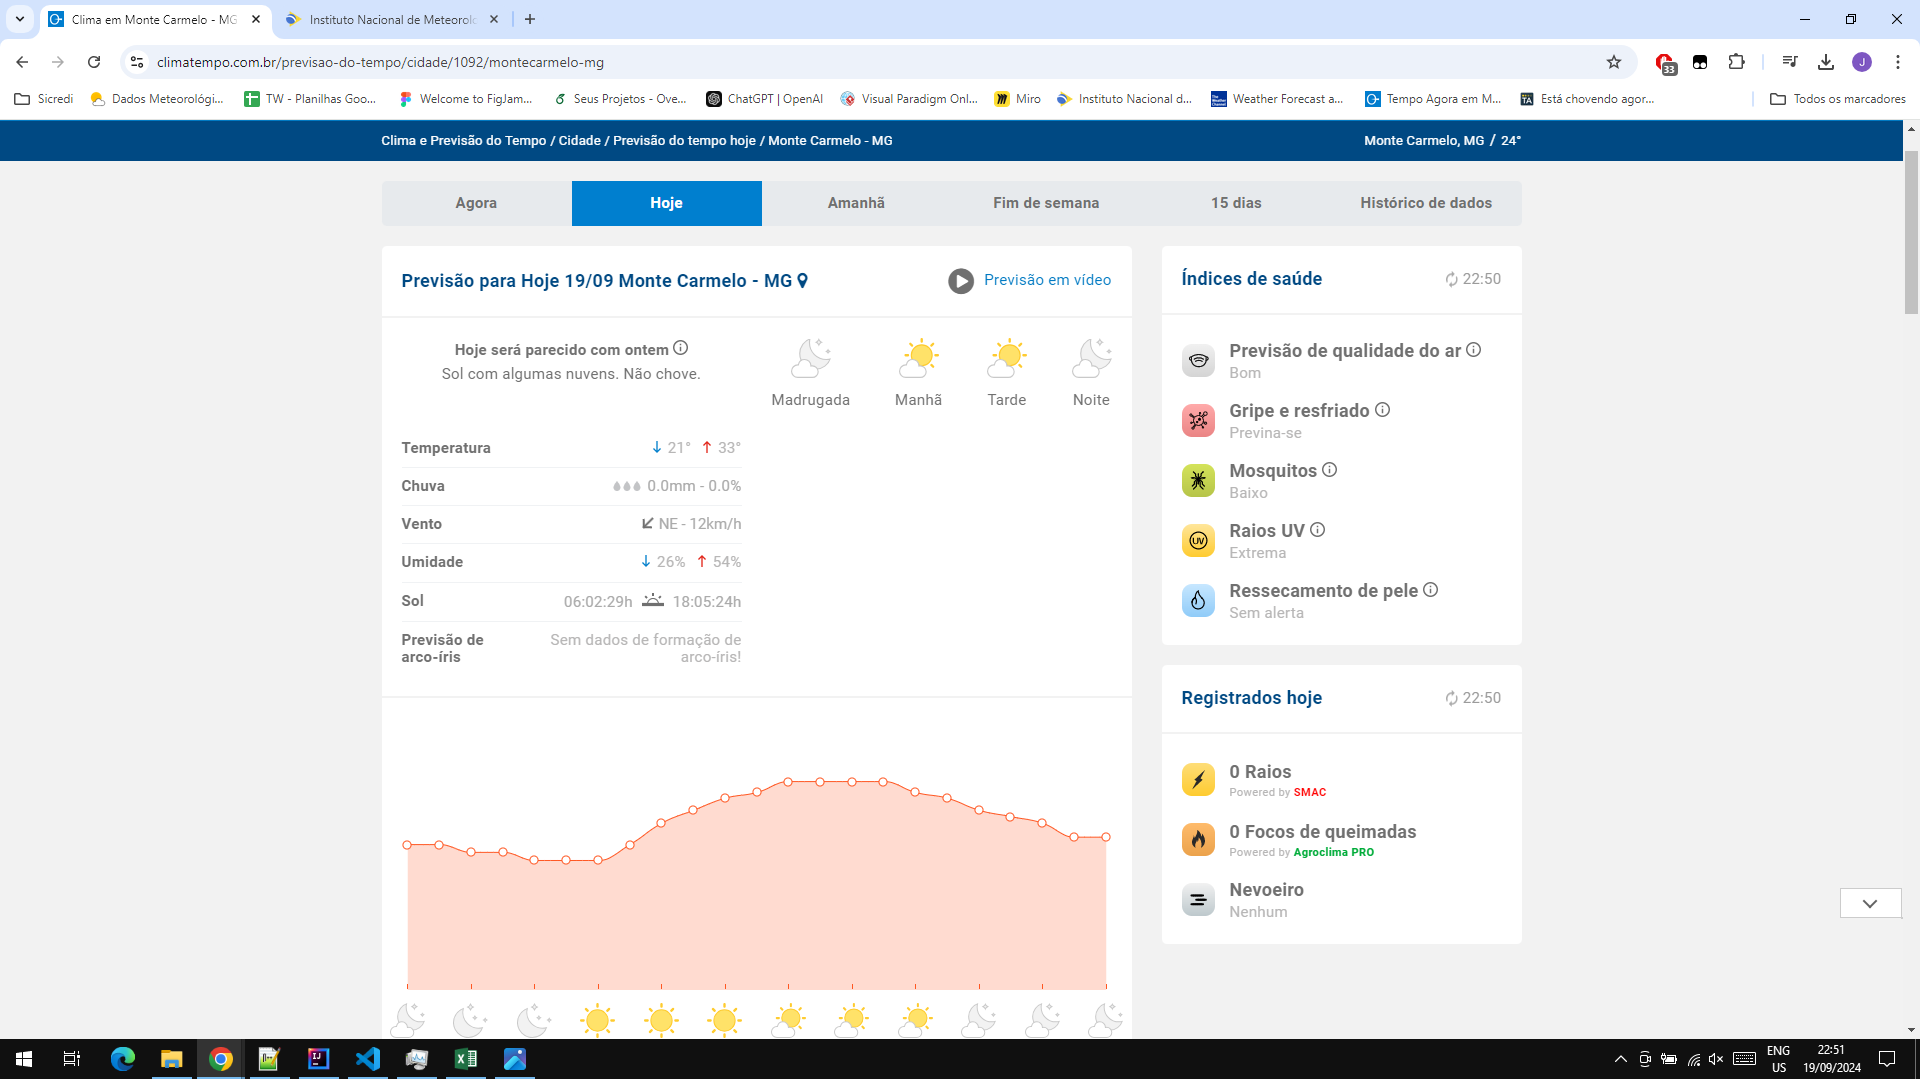 Clima em Monte Carmelo - MG
Instituto Nacional de Meteorol
climatempo.com.br/previsao-do-tempo/cidade/1092/montecarmelo-mg
33
J
Sicredi
Dados Meteorológi...
TW - Planilhas Goo...
Welcome to FigJam...
Seus Projetos - Ove...
ChatGPT | OpenAI
Visual Paradigm Onl...
Miro
Instituto Nacional d...
Weather Forecast a...
Tempo Agora em M...
TA
Está chovendo agor...
Todos os marcadores
Clima e Previsão do Tempo / Cidade / Previsão do tempo hoje / Monte Carmelo - MG
Monte Carmelo, MG / 24°
Agora
Hoje
Amanhã
Fim de semana
15 dias
Histórico de dados
Previsão para Hoje 19/09 Monte Carmelo - MG
Previsão em vídeo
Hoje será parecido com ontem
Sol com algumas nuvens. Não chove.
Madrugada
Manhã
Tarde
Noite
Temperatura
21° 33°
Chuva
0.0mm - 0.0%
Vento
NE - 12km/h
Umidade
26% 54%
Sol
06:02:29h 18:05:24h
Previsão de
arco-íris
Sem dados de formação de
arco-íris!
Índices de saúde
22:50
Previsão de qualidade do ar
Bom
Gripe e resfriado
Previna-se
Mosquitos
Baixo
UV
Raios UV
Extrema
Ressecamento de pele
Sem alerta
Registrados hoje
22:50
0 Raios
Powered by SMAC
0 Focos de queimadas
Powered by Agroclima PRO
Nevoeiro
Nenhum
ENG
US
22:51
19/09/2024